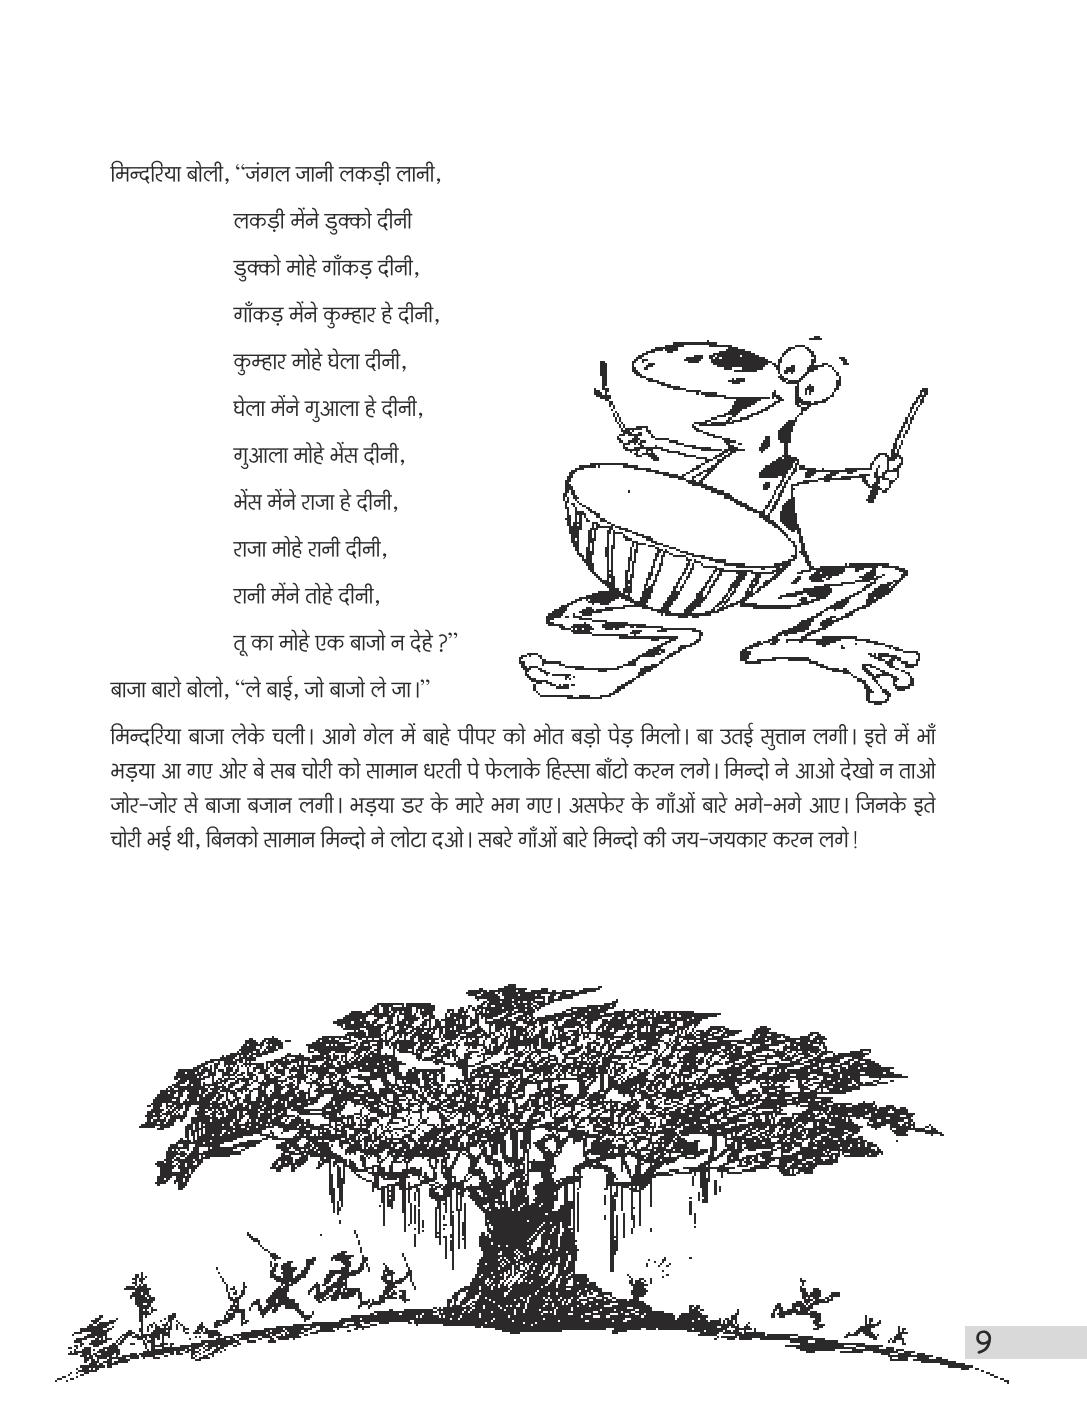 मिन्दरिया बोली, “जंगल जानी लकड़ी लानी,
लकड़ी मेंने डुक्को दीनी
डुक्को मोहे गाँकड़ दीनी,
गाँकड़ मेंने कुम्हार हे दीनी,
कुम्हार मोहे घेला दीनी,
घेला मेंने गुआला हे दीनी,
गुआला मोहे भेंस दीनी,
भेंस मेंने राजा हे दीनी,
राजा मोहे रानी दीनी,
रानी मेंने तोहे दीनी,
तू का मोहे एक बाजो न देहे ?”
बाजा बारो बोलो, “ले बाई, जो बाजो ले जा।”
मिन्दरिया बाजा लेके चली। आगे गेल में बाहे पीपर को भोत बड़ो पेड़ मिलो। बा उतई सुत्तान लगी। इत्ते में भाँ
भड़या आ गए ओर बे सब चोरी को सामान धरती पे फेलाके हिस्सा बाँटो करन लगे। मिन्दो ने आओ देखो न ताओ
जोर-जोर से बाजा बजान लगी। भड़या डर के मारे भग गए। असफेर के गाँओं बारे भगे-भगे आए। जिनके इते
चोरी भई थी, बिनको सामान मिन्दो ने लोटा दओ। सबरे गाँओं बारे मिन्दो की जय-जयकार करन लगे!
9